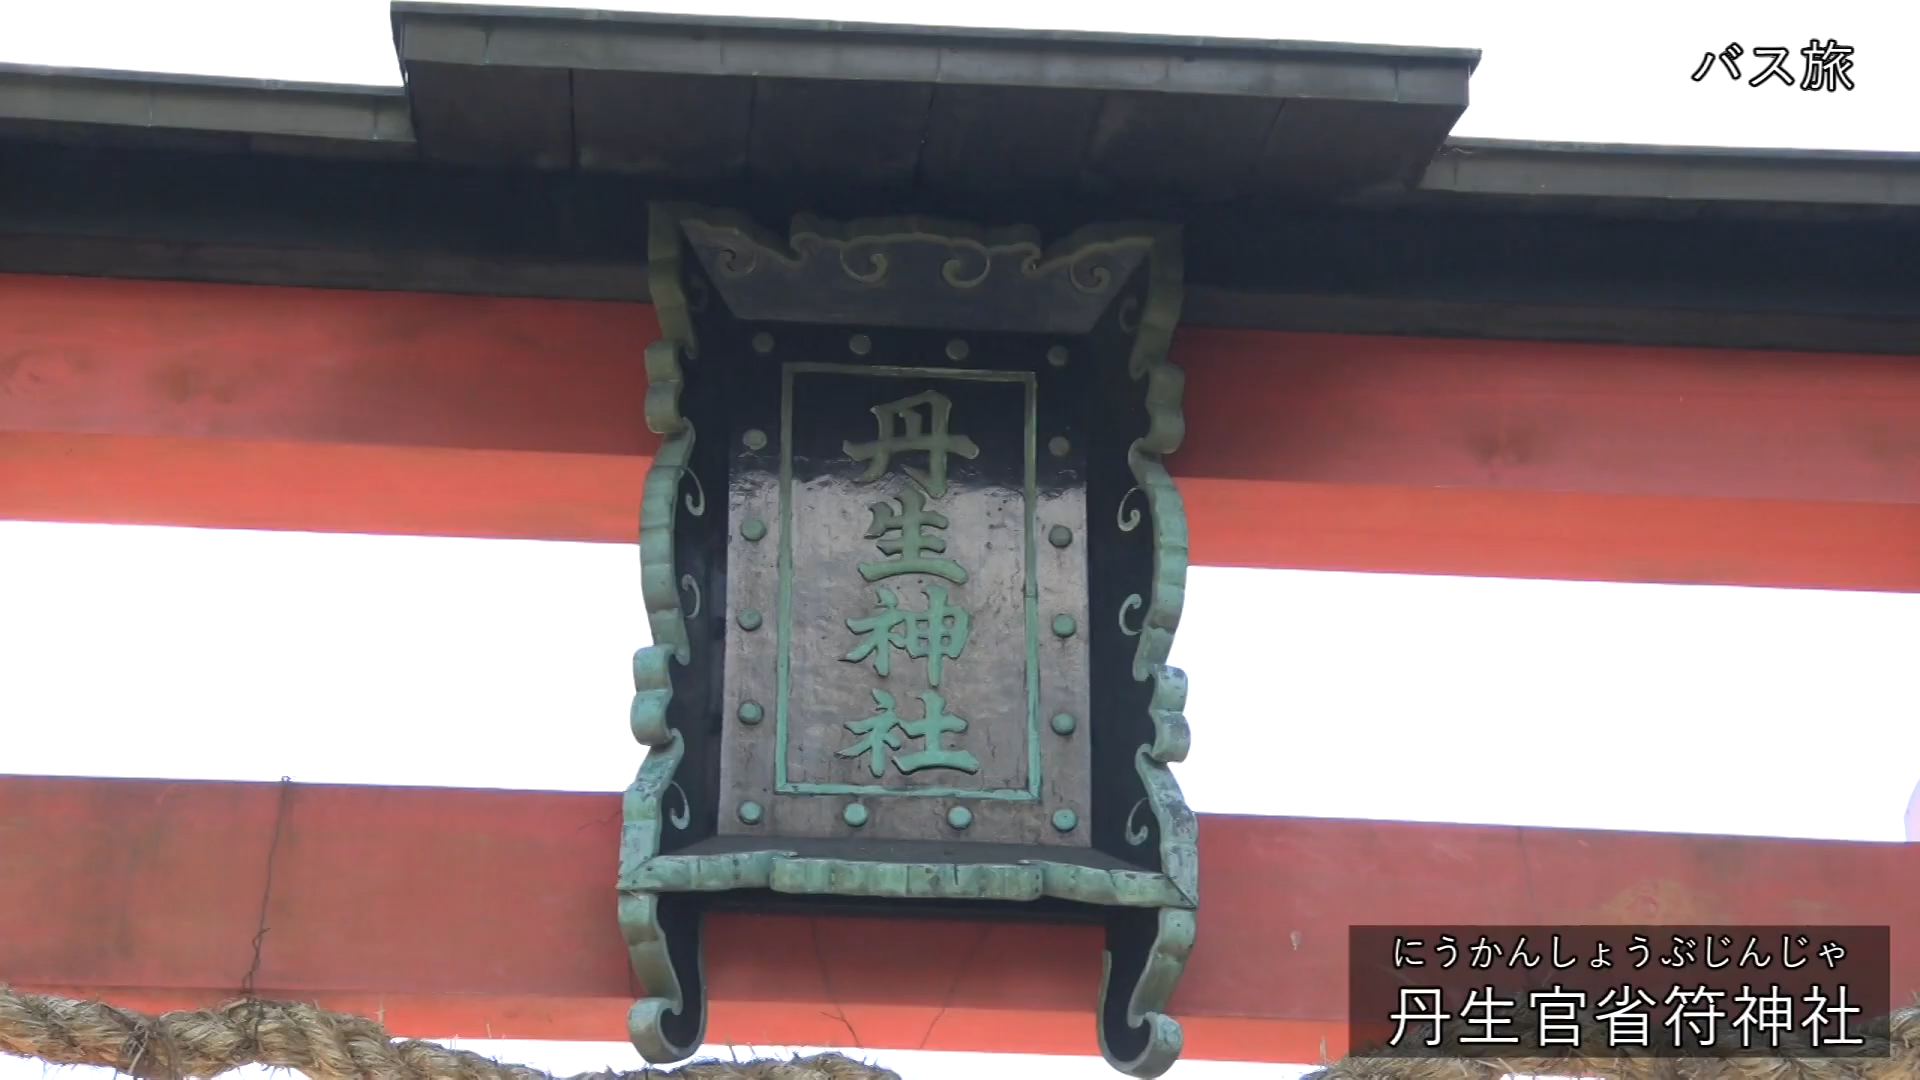 バス旅
丹生神社
にうかんしょうぶじんじゃ
丹生官省符神社